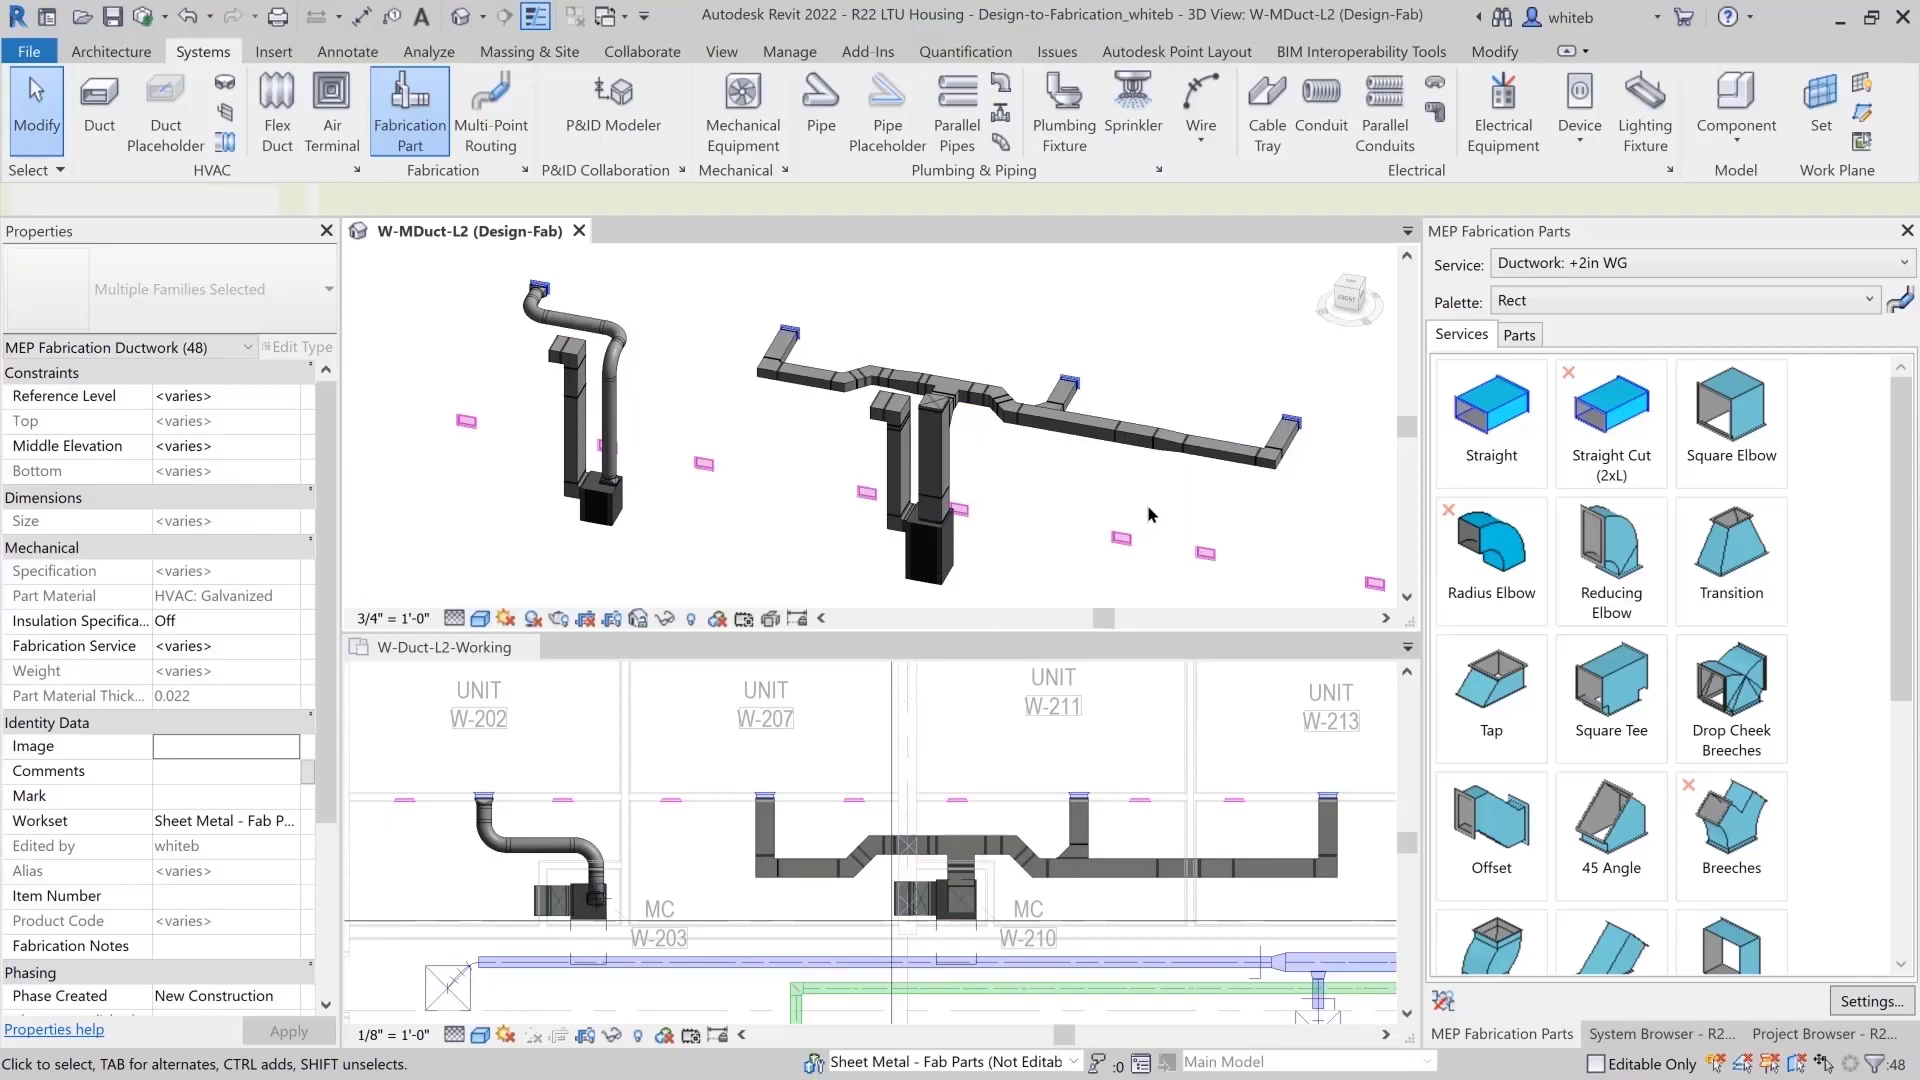 Autodesk Revit 2022 - R22 LTU Housing - Design-to-Fabrication_whiteb - 3D View: W-MDuct-L2 (Design-Fab)
whiteb
File Architecture Systems Insert Annotate Analyze Massing & Site Collaborate View Manage Add-Ins Quantification Issues Autodesk Point Layout BIM Interoperability Tools Modify
Modify
Duct
Duct Placeholder
Flex Duct
Air Terminal
Fabrication Part
Multi-Point Routing
P&ID Modeler
Mechanical Equipment
Pipe
Pipe Placeholder
Parallel Pipes
Plumbing Fixture
Sprinkler
Wire
Cable Tray
Conduit
Parallel Conduits
Electrical Equipment
Device
Lighting Fixture
Component
Set
Select HVAC Fabrication P&ID Collaboration Mechanical Plumbing & Piping Electrical Model Work Plane
Properties
Multiple Families Selected
MEP Fabrication Ductwork (48) Edit Type
Constraints
Reference Level <varies>
Top <varies>
Middle Elevation <varies>
Bottom <varies>
Dimensions
Size <varies>
Mechanical
Specification <varies>
Part Material HVAC: Galvanized
Insulation Specifica... Off
Fabrication Service <varies>
Weight <varies>
Part Material Thick... 0.022
Identity Data
Image
Comments
Mark
Workset Sheet Metal - Fab P...
Edited by whiteb
Alias <varies>
Item Number
Product Code <varies>
Fabrication Notes
Phasing
Phase Created New Construction
Properties help Apply
W-MDuct-L2 (Design-Fab)
TOP
FRONT
3/4" = 1'-0"
W-Duct-L2-Working
UNIT
W-202
UNIT
W-207
UNIT
W-211
UNIT
W-213
MC
W-203
MC
W-210
1/8" = 1'-0"
MEP Fabrication Parts
Service: Ductwork: +2in WG
Palette: Rect
Services Parts
Straight
Straight Cut (2xL)
Square Elbow
Radius Elbow
Reducing Elbow
Transition
Tap
Square Tee
Drop Cheek Breeches
Offset
45 Angle
Breeches
Settings...
MEP Fabrication Parts System Browser - R2... Project Browser - R2...
Click to select, TAB for alternates, CTRL adds, SHIFT unselects.
Sheet Metal - Fab Parts (Not Editab
:0
Main Model
Editable Only
:48